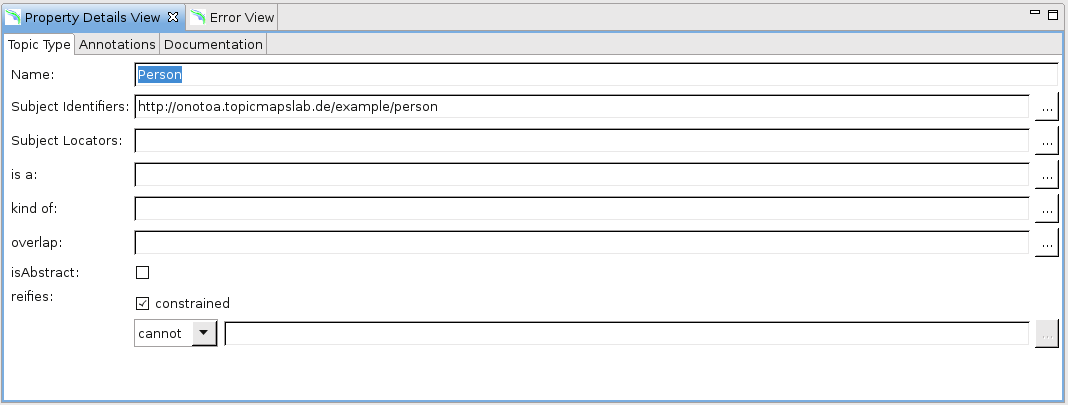 Property Details View Error View
Topic Type Annotations Documentation
Name: Person
Subject Identifiers: http://onotoa.topicmapslab.de/example/person ...
Subject Locators: ...
is a: ...
kind of: ...
overlap: ...
isAbstract:
reifies: constrained
cannot ...